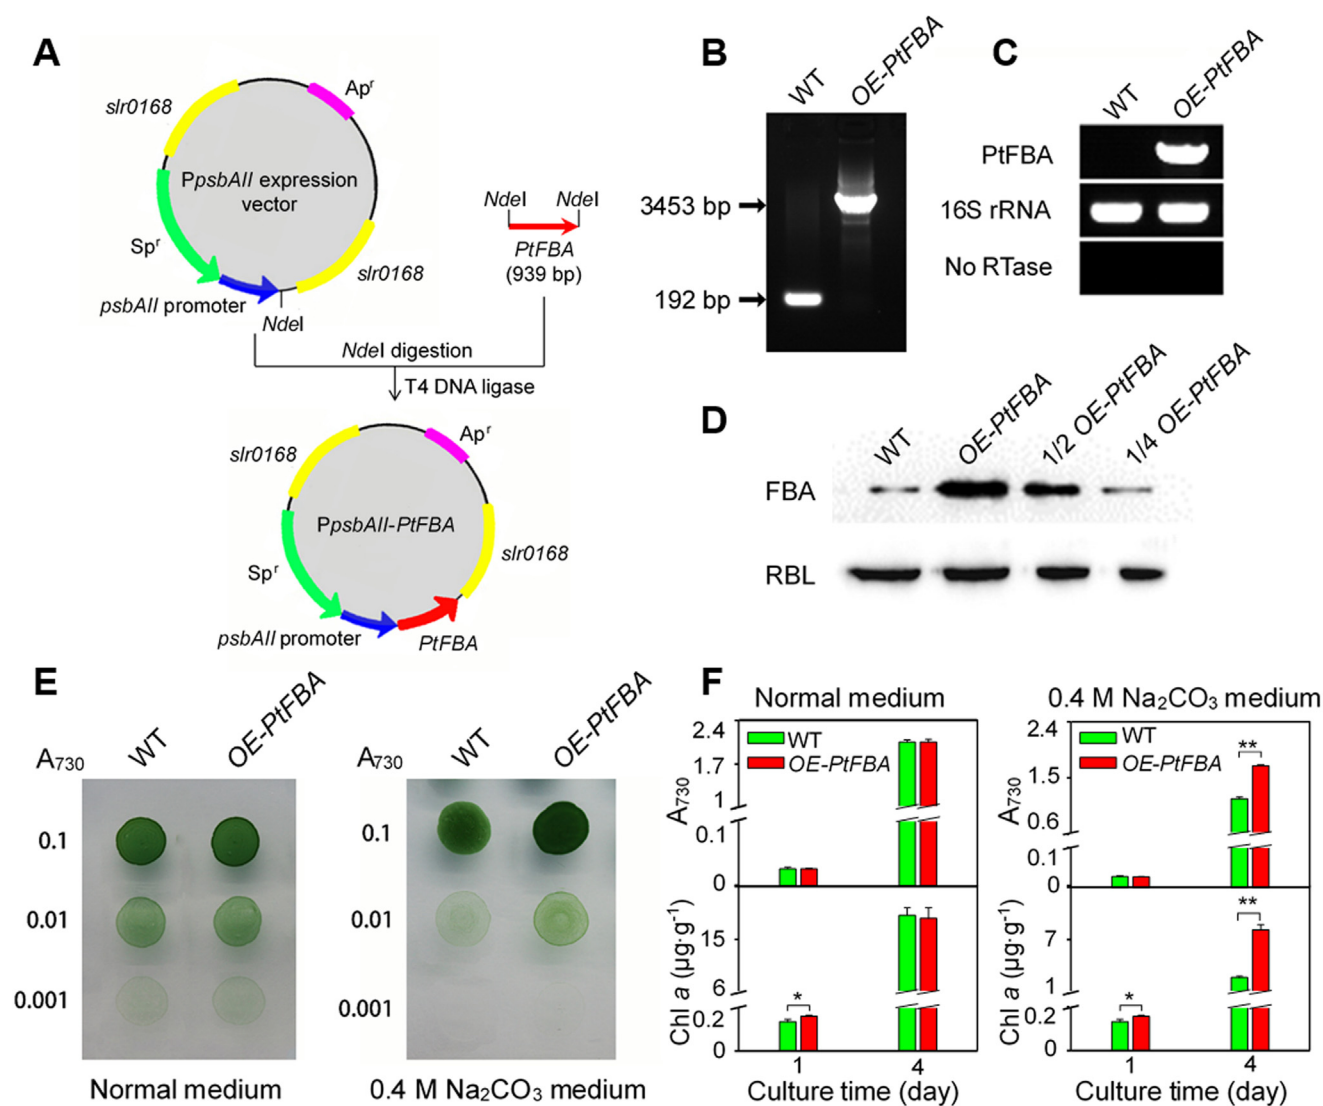 A
slr0168
Apr
PpsbAII expression
vector
Spr
slr0168
psbAII promoter
NdeI
NdeI NdeI
PtFBA
(939 bp)
NdeI digestion
T4 DNA ligase
slr0168
Apr
PpsbAII-PtFBA
slr0168
Spr
psbAII promoter
PtFBA
B
WT OE-PtFBA
3453 bp
192 bp
C
WT OE-PtFBA
PtFBA
16S rRNA
No RTase
D
WT OE-PtFBA 1/2 OE-PtFBA 1/4 OE-PtFBA
FBA
RBL
E
A730 WT OE-PtFBA
0.1
0.01
0.001
Normal medium
A730 WT OE-PtFBA
0.1
0.01
0.001
0.4 M Na2CO3 medium
F
Normal medium
WT
OE-PtFBA
A730
2.4
1.7
1
0.1
0
Chl a (µg·g-1)
15
6
0.2
0
*
1 4
Culture time (day)
0.4 M Na2CO3 medium
WT
OE-PtFBA
**
A730
2.4
1.5
0.6
0.1
0
**
Chl a (µg·g-1)
7
1
0.2
0
*
1 4
Culture time (day)